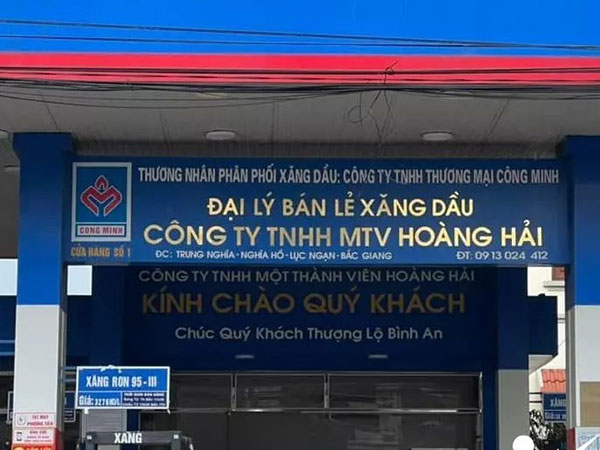 THƯƠNG NHÂN PHÂN PHỐI XĂNG DẦU: CÔNG TY TNHH THƯƠNG MẠI CÔNG MINH
CÔNG MINH
CỬA HÀNG SỐ 1
ĐẠI LÝ BÁN LẺ XĂNG DẦU
CÔNG TY TNHH MTV HOÀNG HẢI
ĐC: TRUNG NGHĨA - NGHĨA HỒ - LỤC NGẠN - BẮC GIANG
ĐT: 0913 024 412
CÔNG TY TNHH MỘT THÀNH VIÊN HOÀNG HẢI
KÍNH CHÀO QUÝ KHÁCH
Chúc Quý Khách Thượng Lộ Bình An
XĂNG RON 95 - III
Giá:
XĂNG